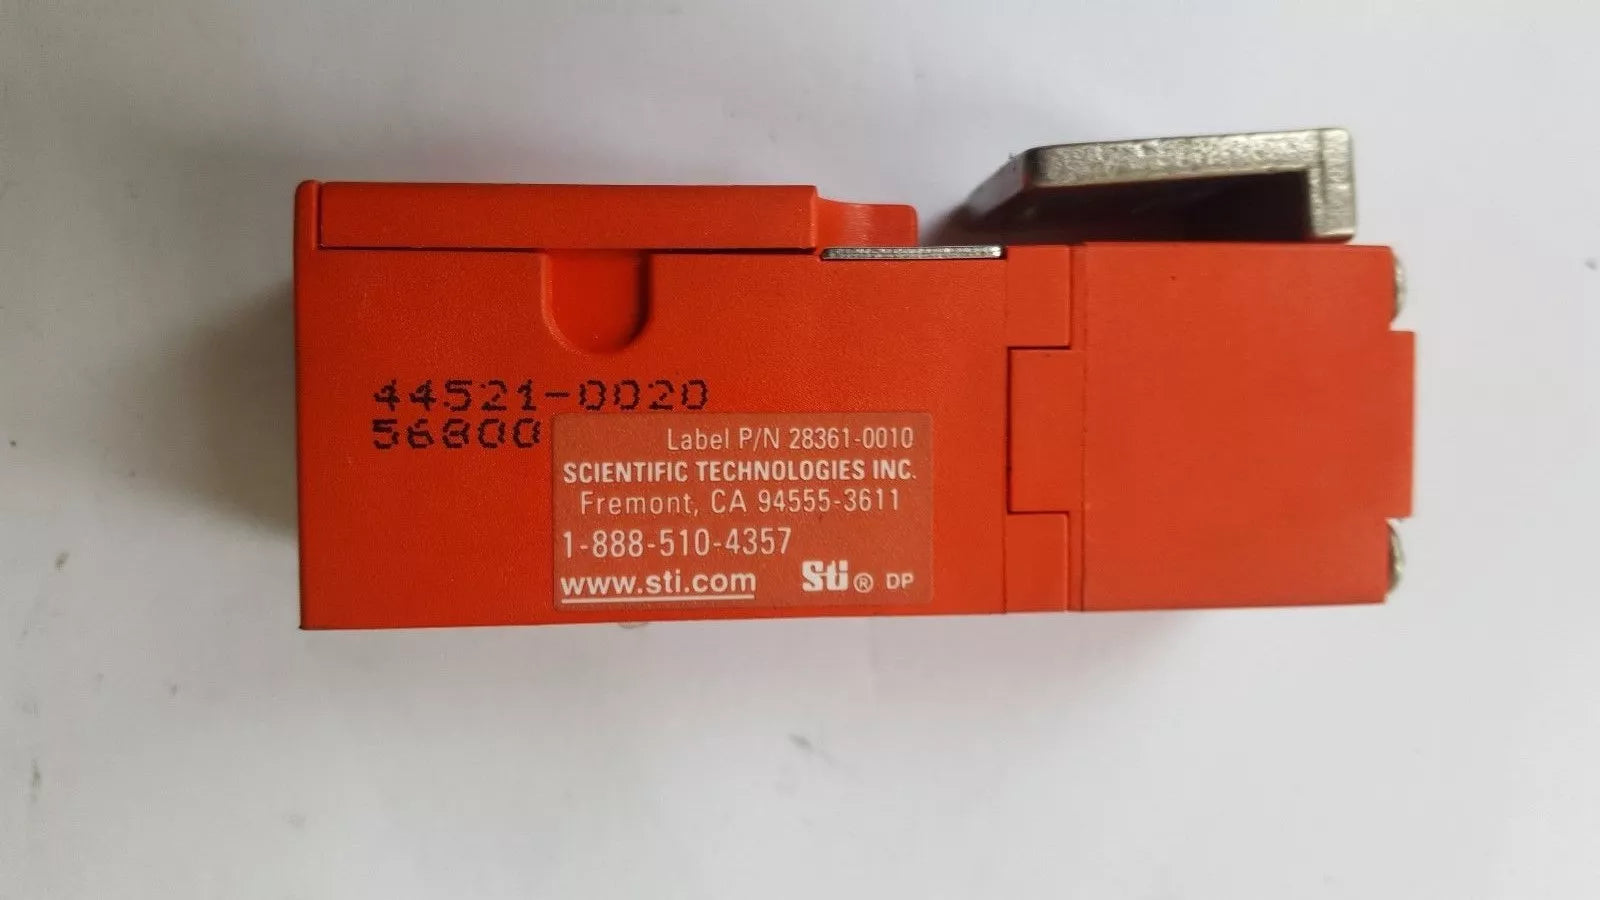 44521-0020
56800
Label P/N 28361-0010
SCIENTIFIC TECHNOLOGIES INC.
Fremont, CA 94555-3611
1-888-510-4357
www.sti.com Sti ® DP